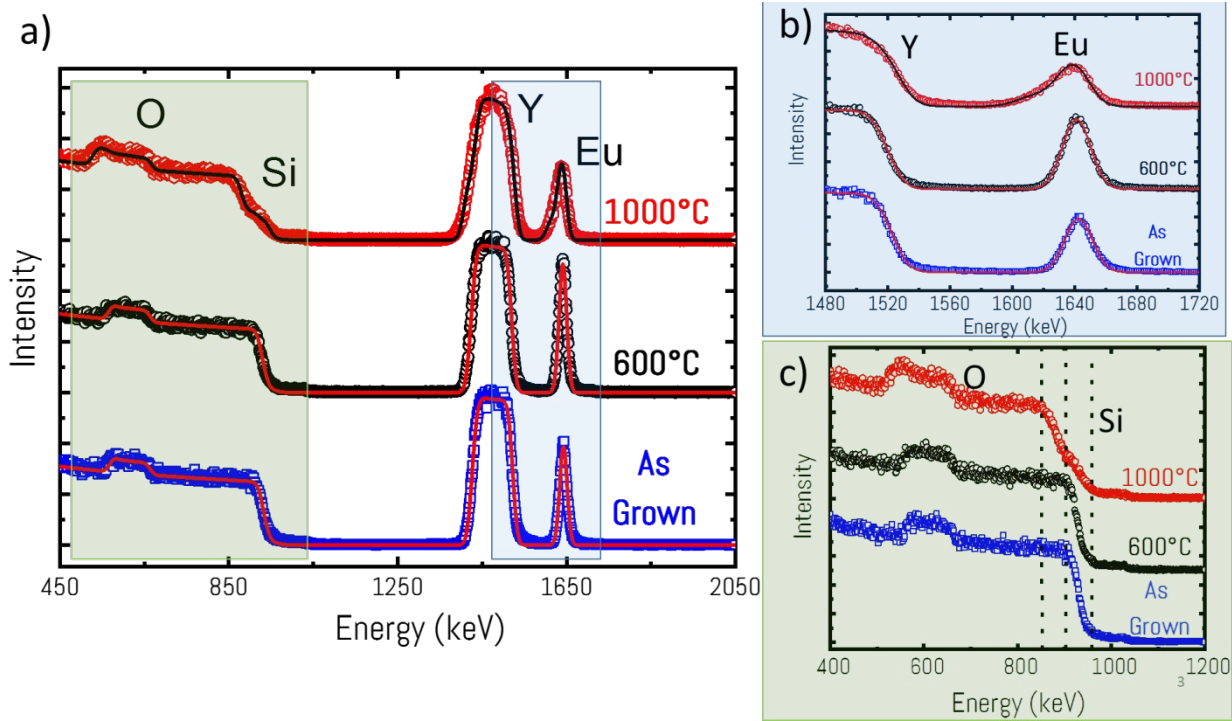 a)
O
Si
Y
Eu
1000°C
600°C
As
Grown
Intensity
450 850 1250 1650 2050
Energy (keV)
b)
Y
Eu
1000°C
600°C
As
Grown
Intensity
1480 1520 1560 1600 1640 1680 1720
Energy (keV)
c)
O
Si
1000°C
600°C
As
Grown
Intensity
400 600 800 1000 1200
3
Energy (keV)